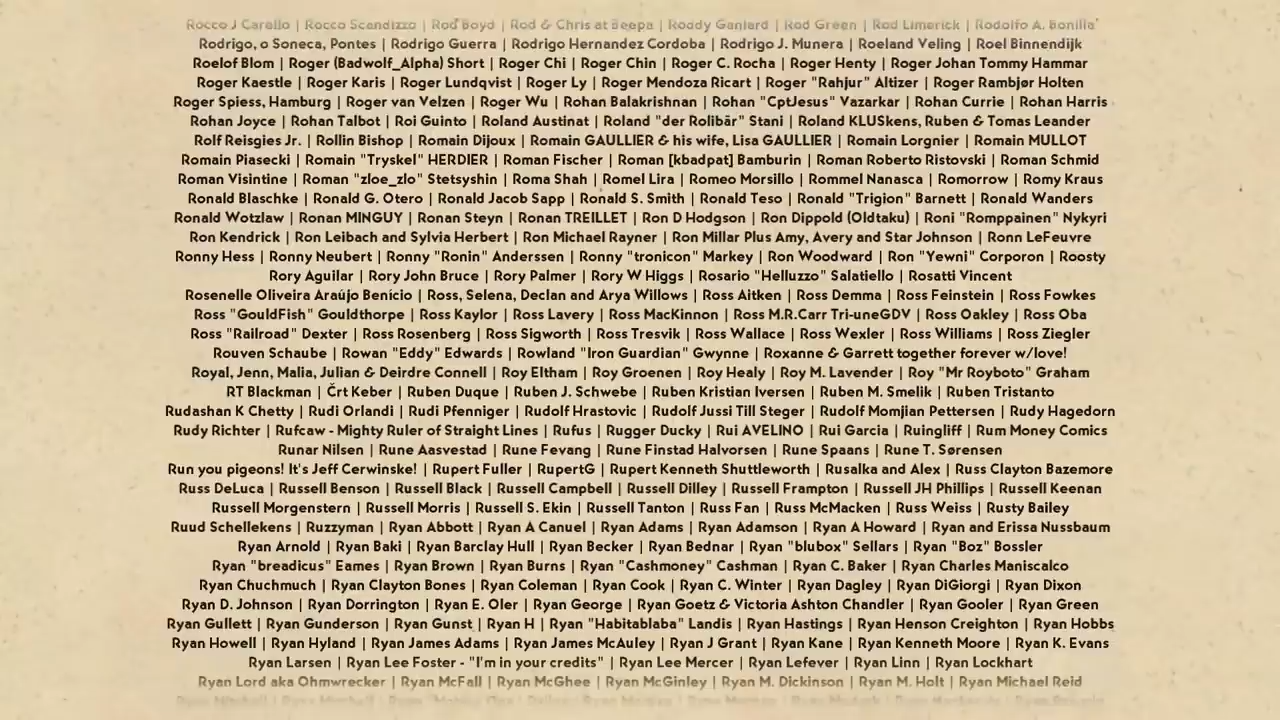 Rocco J Carello | Rocco Scandizzo | Rod Boyd | Rod & Chris at Beepa | Roddy Ganiard | Rod Green | Rod Limerick | Rodolfo A. Bonilla
Rodrigo, o Soneca, Pontes | Rodrigo Guerra | Rodrigo Hernandez Cordoba | Rodrigo J. Munera | Roeland Veling | Roel Binnendijk
Roelof Blom | Roger (Badwolf_Alpha) Short | Roger Chi | Roger Chin | Roger C. Rocha | Roger Henty | Roger Johan Tommy Hammar
Roger Kaestle | Roger Karis | Roger Lundqvist | Roger Ly | Roger Mendoza Ricart | Roger "Rahjur" Altizer | Roger Rambjør Holten
Roger Spiess, Hamburg | Roger van Velzen | Roger Wu | Rohan Balakrishnan | Rohan "CptJesus" Vazarkar | Rohan Currie | Rohan Harris
Rohan Joyce | Rohan Talbot | Roi Guinto | Roland Austinat | Roland "der Rolibär" Stani | Roland KLUSkens, Ruben & Tomas Leander
Rolf Reisgies Jr. | Rollin Bishop | Romain Dijoux | Romain GAULLIER & his wife, Lisa GAULLIER | Romain Lorgnier | Romain MULLOT
Romain Piasecki | Romain "Tryskel" HERDIER | Roman Fischer | Roman [kbadpat] Bamburin | Roman Roberto Ristovski | Roman Schmid
Roman Visintine | Roman "zloe_zlo" Stetsyshin | Roma Shah | Romel Lira | Romeo Morsillo | Rommel Nanasca | Romorrow | Romy Kraus
Ronald Blaschke | Ronald G. Otero | Ronald Jacob Sapp | Ronald S. Smith | Ronald Teso | Ronald "Trigion" Barnett | Ronald Wanders
Ronald Wotzlaw | Ronan MINGUY | Ronan Steyn | Ronan TREILLET | Ron D Hodgson | Ron Dippold (Oldtaku) | Roni "Romppainen" Nykyri
Ron Kendrick | Ron Leibach and Sylvia Herbert | Ron Michael Rayner | Ron Millar Plus Amy, Avery and Star Johnson | Ronn LeFeuvre
Ronny Hess | Ronny Neubert | Ronny "Ronin" Anderssen | Ronny "tronicon" Markey | Ron Woodward | Ron "Yewni" Corporon | Roosty
Rory Aguilar | Rory John Bruce | Rory Palmer | Rory W Higgs | Rosario "Helluzzo" Salatiello | Rosatti Vincent
Rosenelle Oliveira Araújo Benício | Ross, Selena, Declan and Arya Willows | Ross Aitken | Ross Demma | Ross Feinstein | Ross Fowkes
Ross "GouldFish" Gouldthorpe | Ross Kaylor | Ross Lavery | Ross MacKinnon | Ross M.R.Carr Tri-uneGDV | Ross Oakley | Ross Oba
Ross "Railroad" Dexter | Ross Rosenberg | Ross Sigworth | Ross Tresvik | Ross Wallace | Ross Wexler | Ross Williams | Ross Ziegler
Rouven Schaube | Rowan "Eddy" Edwards | Rowland "Iron Guardian" Gwynne | Roxanne & Garrett together forever w/love!
Royal, Jenn, Malia, Julian & Deirdre Connell | Roy Eltham | Roy Groenen | Roy Healy | Roy M. Lavender | Roy "Mr Royboto" Graham
RT Blackman | Črt Keber | Ruben Duque | Ruben J. Schwebe | Ruben Kristian Iversen | Ruben M. Smelik | Ruben Tristanto
Rudashan K Chetty | Rudi Orlandi | Rudi Pfenniger | Rudolf Hrastovic | Rudolf Jussi Till Steger | Rudolf Momjian Pettersen | Rudy Hagedorn
Rudy Richter | Rufcaw - Mighty Ruler of Straight Lines | Rufus | Rugger Ducky | Rui AVELINO | Rui Garcia | Ruingliff | Rum Money Comics
Runar Nilsen | Rune Aasvestad | Rune Fevang | Rune Finstad Halvorsen | Rune Spaans | Rune T. Sørensen
Run you pigeons! It's Jeff Cerwinske! | Rupert Fuller | RupertG | Rupert Kenneth Shuttleworth | Rusalka and Alex | Russ Clayton Bazemore
Russ DeLuca | Russell Benson | Russell Black | Russell Campbell | Russell Dilley | Russell Frampton | Russell JH Phillips | Russell Keenan
Russell Morgenstern | Russell Morris | Russell S. Ekin | Russell Tanton | Russ Fan | Russ McMacken | Russ Weiss | Rusty Bailey
Ruud Schellekens | Ruzzyman | Ryan Abbott | Ryan A Canuel | Ryan Adams | Ryan Adamson | Ryan A Howard | Ryan and Erissa Nussbaum
Ryan Arnold | Ryan Baki | Ryan Barclay Hull | Ryan Becker | Ryan Bednar | Ryan "blubox" Sellars | Ryan "Boz" Bossler
Ryan "breadicus" Eames | Ryan Brown | Ryan Burns | Ryan "Cashmoney" Cashman | Ryan C. Baker | Ryan Charles Maniscalco
Ryan Chuchmuch | Ryan Clayton Bones | Ryan Coleman | Ryan Cook | Ryan C. Winter | Ryan Dagley | Ryan DiGiorgi | Ryan Dixon
Ryan D. Johnson | Ryan Dorrington | Ryan E. Oler | Ryan George | Ryan Goetz & Victoria Ashton Chandler | Ryan Gooler | Ryan Green
Ryan Gullett | Ryan Gunderson | Ryan Gunst | Ryan H | Ryan "Habitablaba" Landis | Ryan Hastings | Ryan Henson Creighton | Ryan Hobbs
Ryan Howell | Ryan Hyland | Ryan James Adams | Ryan James McAuley | Ryan J Grant | Ryan Kane | Ryan Kenneth Moore | Ryan K. Evans
Ryan Larsen | Ryan Lee Foster - "I'm in your credits" | Ryan Lee Mercer | Ryan Lefever | Ryan Linn | Ryan Lockhart
Ryan Lord aka Ohmwrecker | Ryan McFall | Ryan McGhee | Ryan McGinley | Ryan M. Dickinson | Ryan M. Holt | Ryan Michael Reid